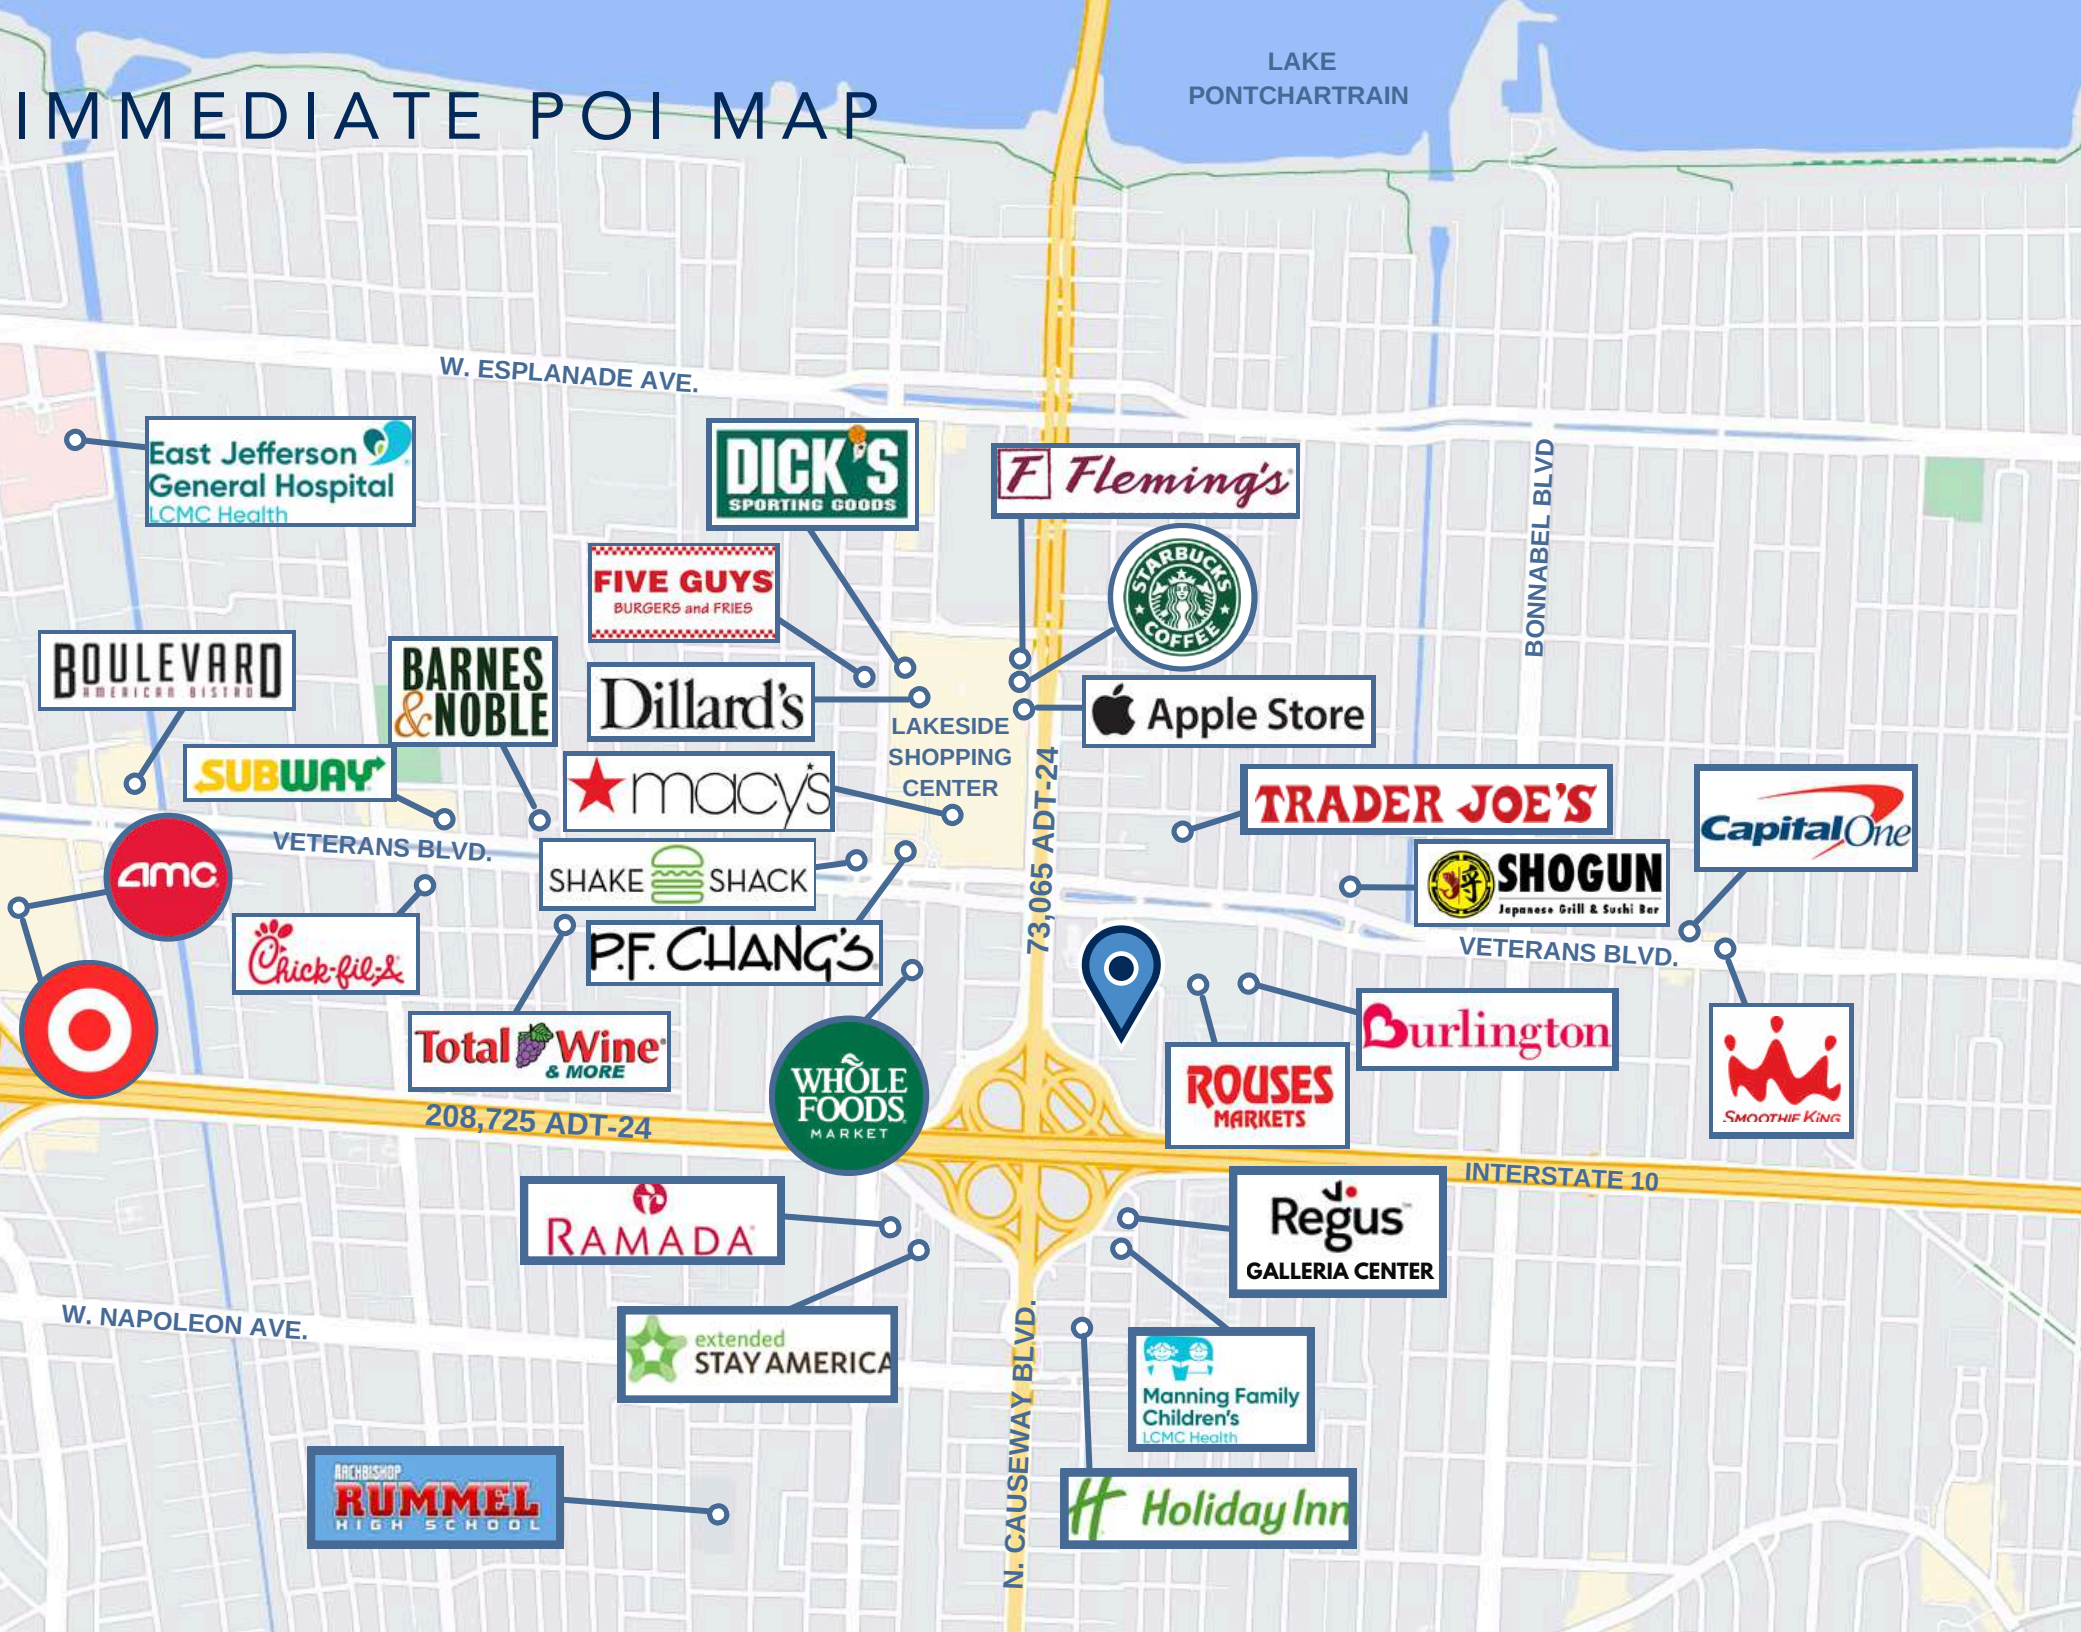 IMMEDIATE POI MAP
LAKE
PONTCHARTRAIN
W. ESPLANADE AVE.
East Jefferson
General Hospital
LCMC Health
DICK'S
SPORTING GOODS
F Fleming's
BONNABEL BLVD
FIVE GUYS
BURGERS and FRIES
STARBUCKS
COFFEE
BOULEVARD
AMERICAN BISTRO
BARNES
&NOBLE
Dillard's
Apple Store
LAKESIDE
SHOPPING
CENTER
SUBWAY
macy's
73,065 ADT-24
TRADER JOE'S
Capital One
VETERANS BLVD.
amc
SHAKE SHACK
SHOGUN
Japanese Grill & Sushi Bar
Chick-fil-A
P.F. CHANG'S
VETERANS BLVD.
Total Wine
& MORE
Burlington
WHOLE
FOODS
MARKET
ROUSES
MARKETS
SMOOTHIE KING
208,725 ADT-24
INTERSTATE 10
RAMADA
Regus
GALLERIA CENTER
W. NAPOLEON AVE.
extended
STAY AMERICA
N. CAUSEWAY BLVD.
Manning Family
Children's
LCMC Health
ARCHBISHOP
RUMMEL
HIGH SCHOOL
H Holiday Inn